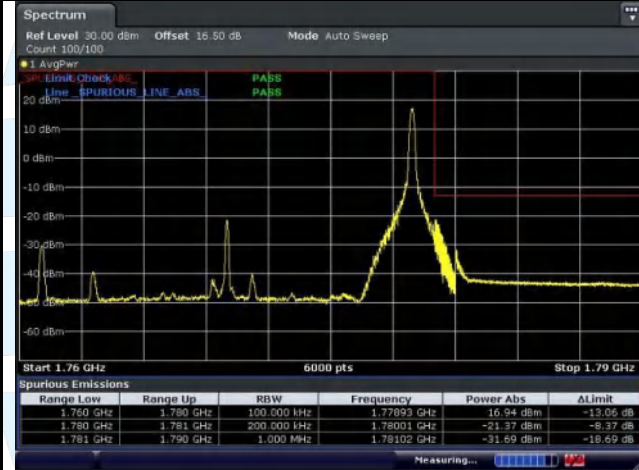 Spectrum
Ref Level 30.00 dBm Offset 16.50 dB Mode Auto Sweep
Count 100/100
1 AvgPwr
Limit Check PASS
Line _SPURIOUS_LINE_ABS_ PASS
20 dBm
10 dBm
0 dBm
-10 dBm
-20 dBm
-30 dBm
-40 dBm
-60 dBm
Start 1.76 GHz 6000 pts Stop 1.79 GHz
Spurious Emissions
Range Low Range Up RBW Frequency Power Abs ΔLimit
1.760 GHz 1.780 GHz 100.000 kHz 1.77893 GHz 16.94 dBm -13.06 dB
1.780 GHz 1.781 GHz 200.000 kHz 1.78001 GHz -21.37 dBm -8.37 dB
1.781 GHz 1.790 GHz 1.000 MHz 1.78102 GHz -31.69 dBm -18.69 dB
Measuring...